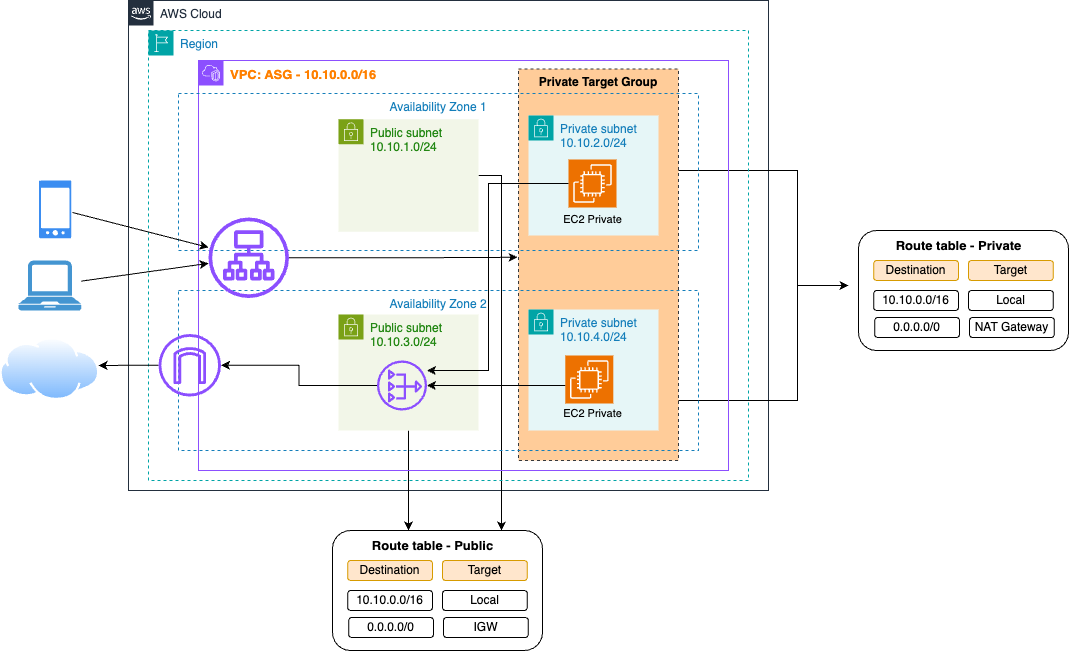 aws
AWS Cloud
Region
VPC: ASG - 10.10.0.0/16
Private Target Group
Availability Zone 1
Public subnet
10.10.1.0/24
Private subnet
10.10.2.0/24
EC2 Private
Availability Zone 2
Public subnet
10.10.3.0/24
Private subnet
10.10.4.0/24
EC2 Private
Route table - Private
Destination Target
10.10.0.0/16 Local
0.0.0.0/0 NAT Gateway
Route table - Public
Destination Target
10.10.0.0/16 Local
0.0.0.0/0 IGW